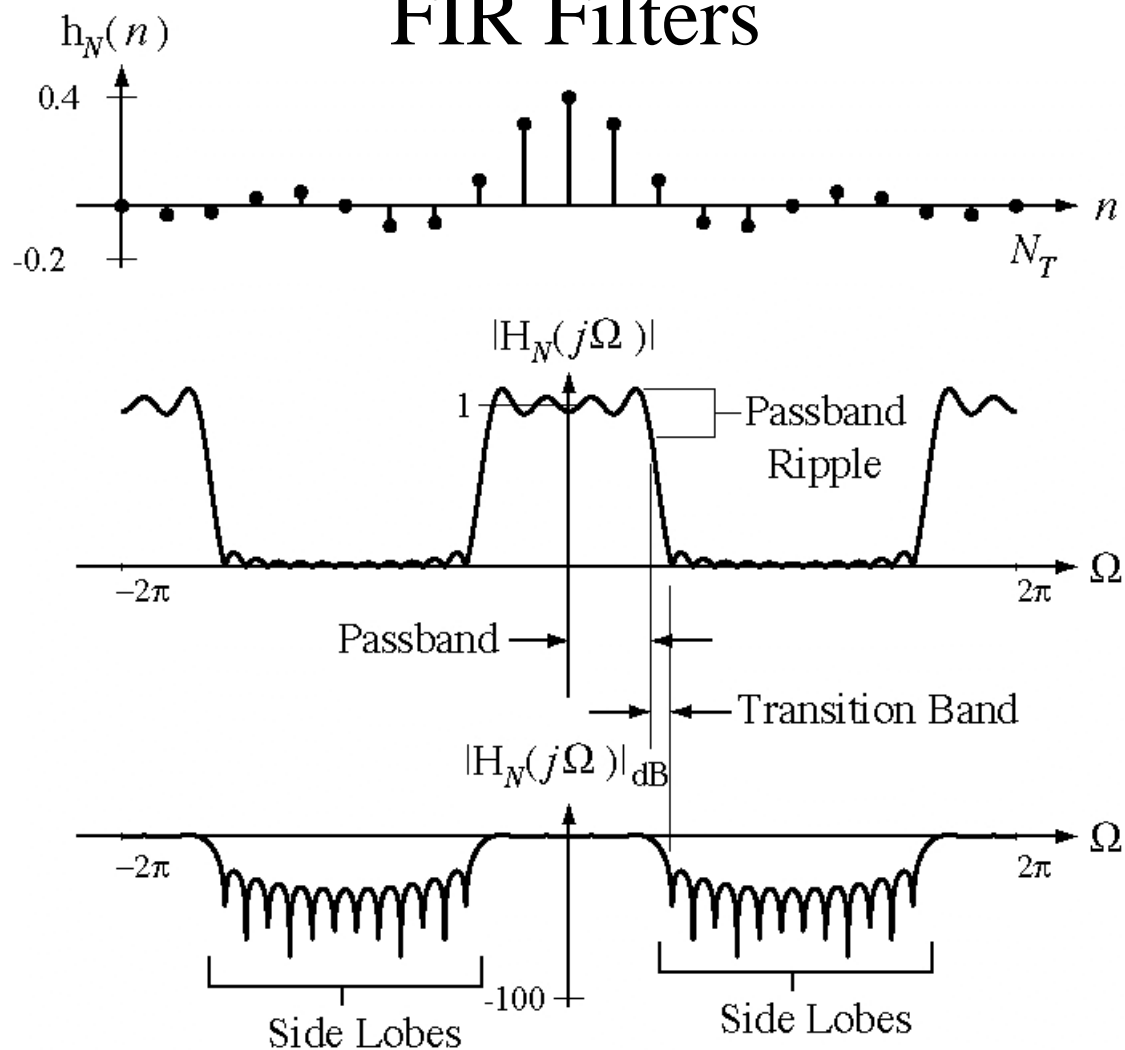 FIR Filters
h_N(n)
0.4
-0.2
n
N_T
|H_N(jΩ)|
1
Passband
Ripple
−2π
2π
Ω
Passband
Transition Band
|H_N(jΩ)|_dB
−2π
2π
Ω
-100
Side Lobes
Side Lobes